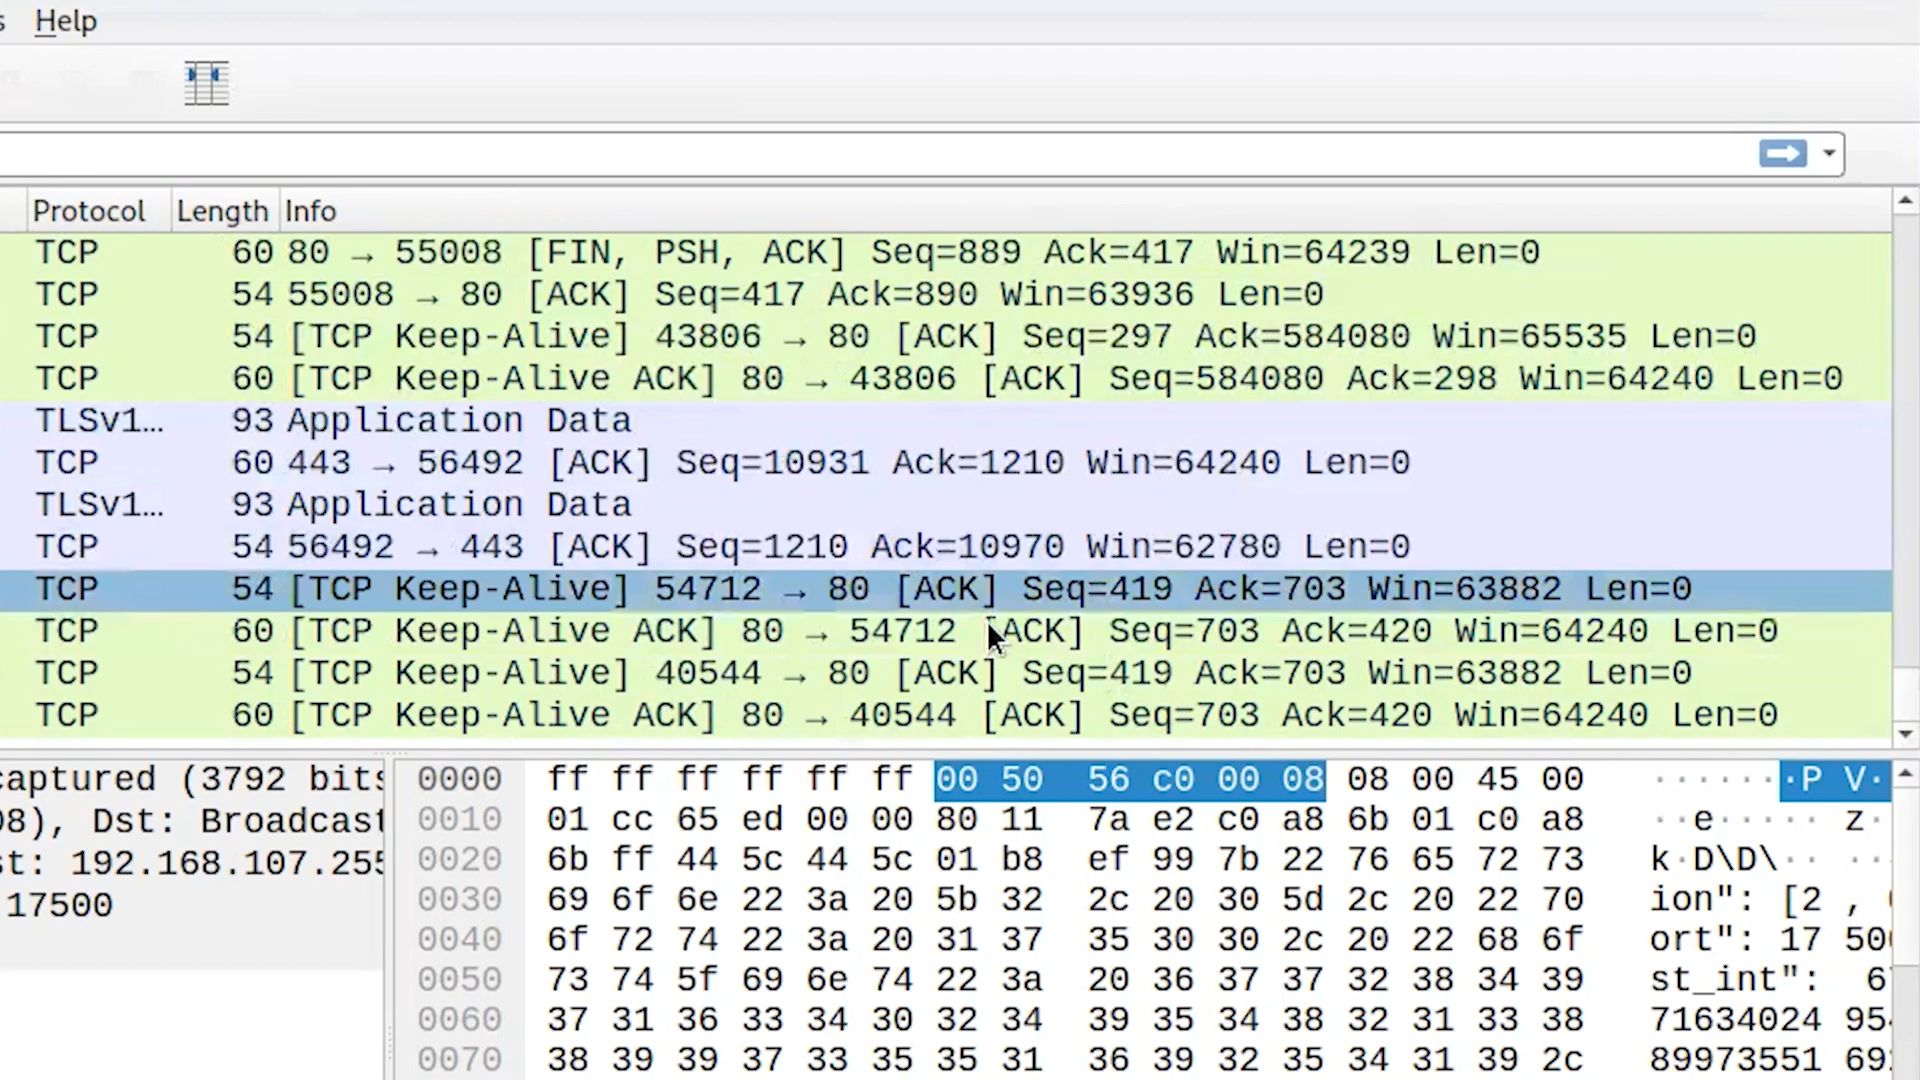 s Help
Protocol Length Info
TCP 60 80 → 55008 [FIN, PSH, ACK] Seq=889 Ack=417 Win=64239 Len=0
TCP 54 55008 → 80 [ACK] Seq=417 Ack=890 Win=63936 Len=0
TCP 54 [TCP Keep-Alive] 43806 → 80 [ACK] Seq=297 Ack=584080 Win=65535 Len=0
TCP 60 [TCP Keep-Alive ACK] 80 → 43806 [ACK] Seq=584080 Ack=298 Win=64240 Len=0
TLSv1… 93 Application Data
TCP 60 443 → 56492 [ACK] Seq=10931 Ack=1210 Win=64240 Len=0
TLSv1… 93 Application Data
TCP 54 56492 → 443 [ACK] Seq=1210 Ack=10970 Win=62780 Len=0
TCP 54 [TCP Keep-Alive] 54712 → 80 [ACK] Seq=419 Ack=703 Win=63882 Len=0
TCP 60 [TCP Keep-Alive ACK] 80 → 54712 [ACK] Seq=703 Ack=420 Win=64240 Len=0
TCP 54 [TCP Keep-Alive] 40544 → 80 [ACK] Seq=419 Ack=703 Win=63882 Len=0
TCP 60 [TCP Keep-Alive ACK] 80 → 40544 [ACK] Seq=703 Ack=420 Win=64240 Len=0
captured (3792 bits
08), Dst: Broadcast
st: 192.168.107.255
17500
0000 ff ff ff ff ff ff 00 50 56 c0 00 08 08 00 45 00 ·······P V·
0010 01 cc 65 ed 00 00 80 11 7a e2 c0 a8 6b 01 c0 a8 ··e····· z·
0020 6b ff 44 5c 44 5c 01 b8 ef 99 7b 22 76 65 72 73 k·D\D\·· ··
0030 69 6f 6e 22 3a 20 5b 32 2c 20 30 5d 2c 20 22 70 ion": [2 ,
0040 6f 72 74 22 3a 20 31 37 35 30 30 2c 20 22 68 6f ort": 17 500
0050 73 74 5f 69 6e 74 22 3a 20 36 37 37 32 38 34 39 st_int": 6
0060 37 31 36 33 34 30 32 34 39 35 34 38 32 31 33 38 71634024 954
0070 38 39 39 37 33 35 35 31 36 39 32 35 34 31 39 2c 89973551 692